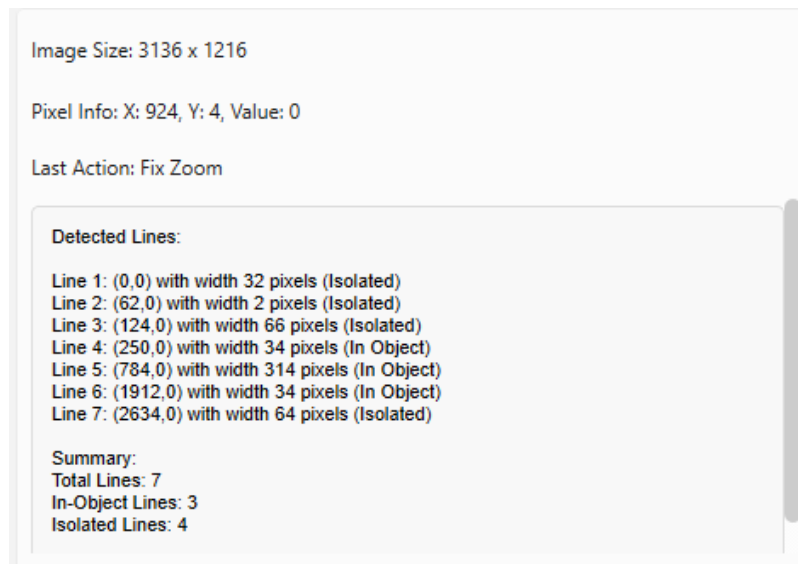 Image Size: 3136 x 1216
Pixel Info: X: 924, Y: 4, Value: 0
Last Action: Fix Zoom
Detected Lines:
Line 1: (0,0) with width 32 pixels (Isolated)
Line 2: (62,0) with width 2 pixels (Isolated)
Line 3: (124,0) with width 66 pixels (Isolated)
Line 4: (250,0) with width 34 pixels (In Object)
Line 5: (784,0) with width 314 pixels (In Object)
Line 6: (1912,0) with width 34 pixels (In Object)
Line 7: (2634,0) with width 64 pixels (Isolated)
Summary:
Total Lines: 7
In-Object Lines: 3
Isolated Lines: 4